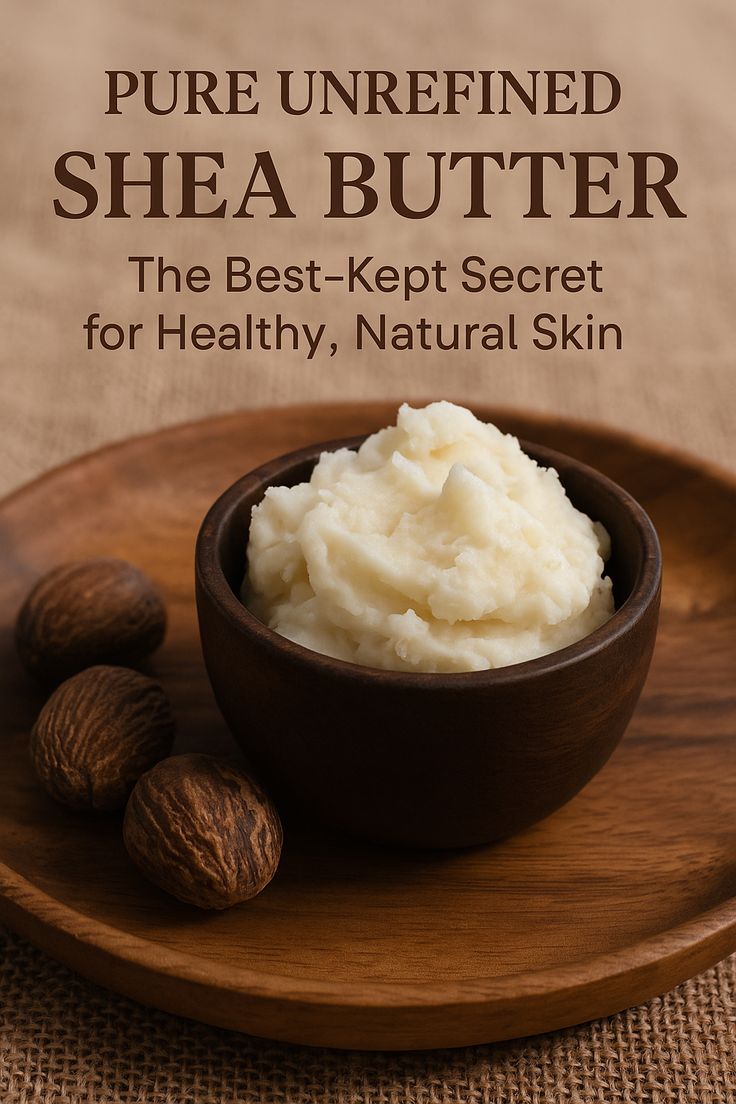 PURE UNREFINED
SHEA BUTTER
The Best-Kept Secret
for Healthy, Natural Skin